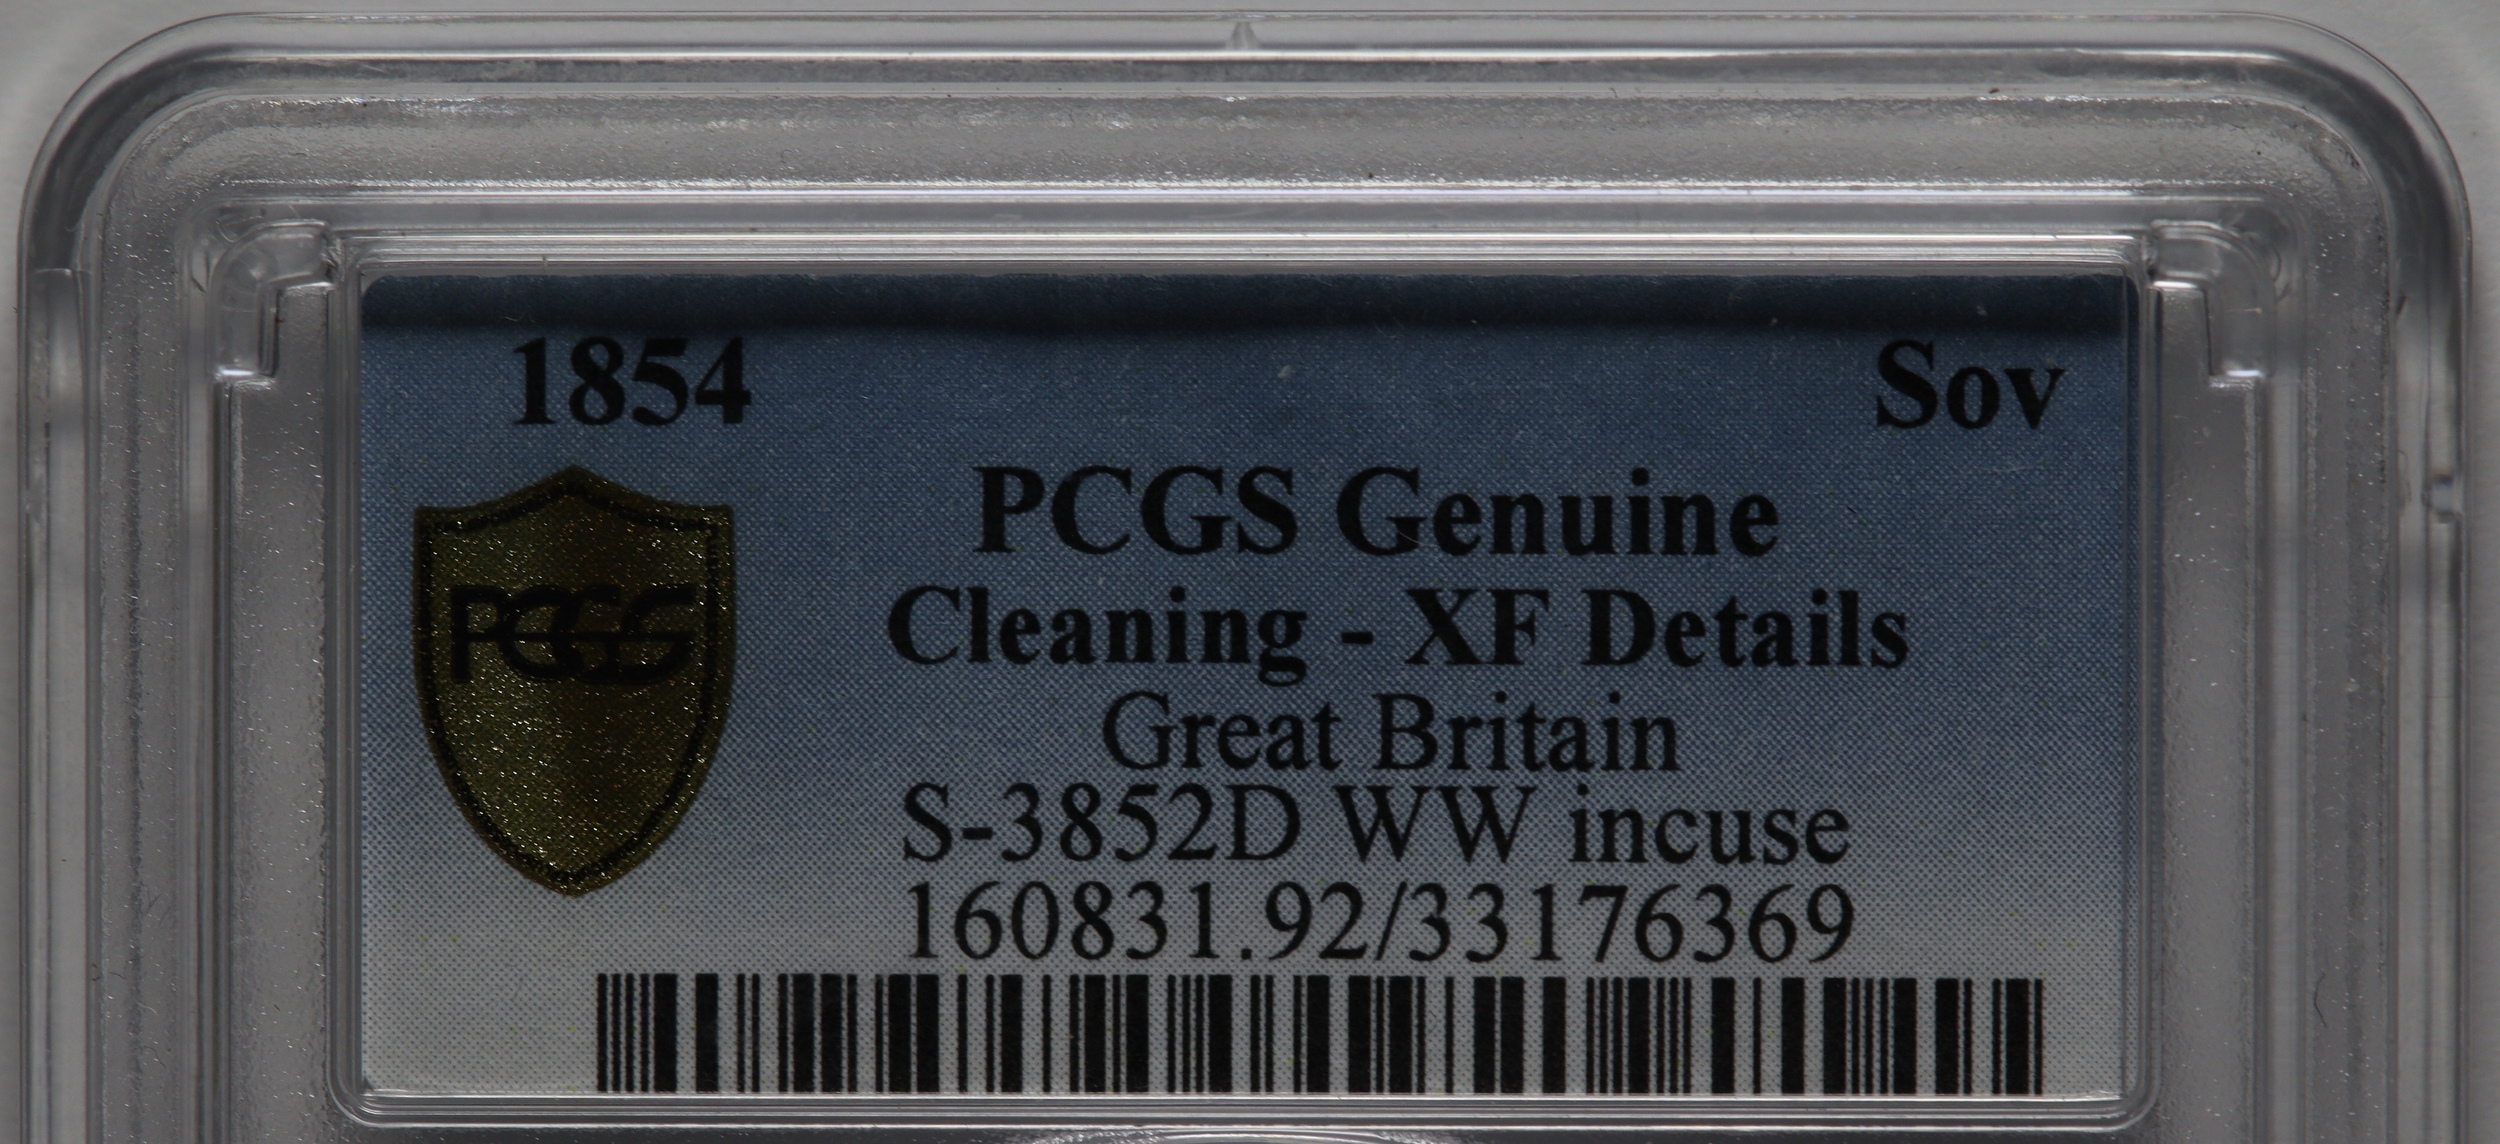 1854 Sov
PCGS Genuine
Cleaning - XF Details
PCGS
Great Britain
S-3852D WW incuse
160831.92/33176369